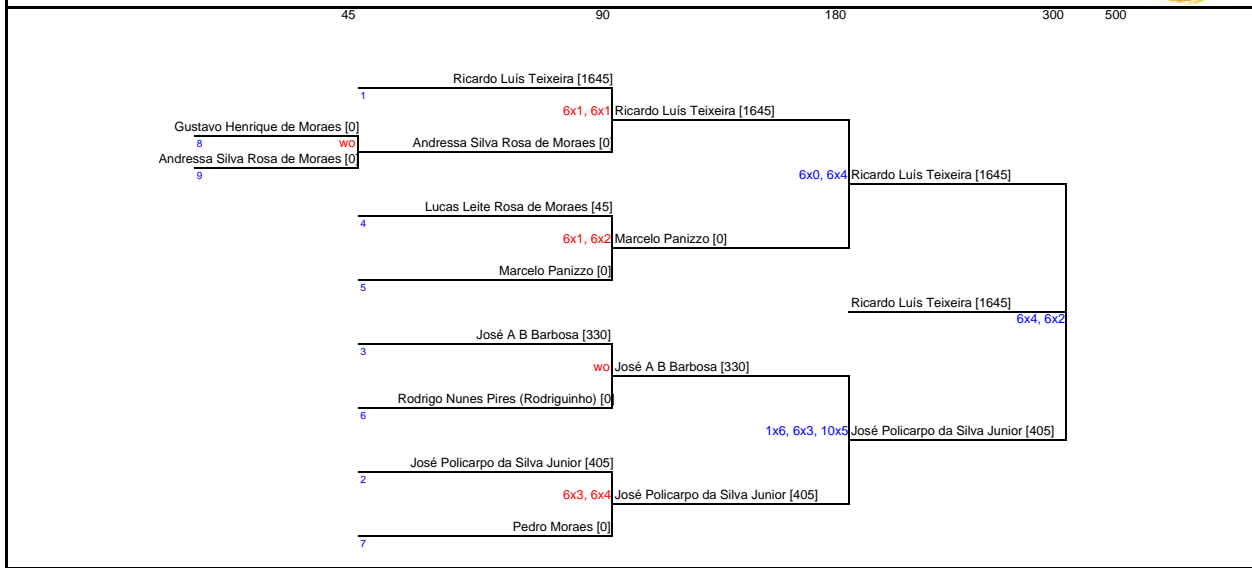 45 90 180 300 500
Ricardo Luís Teixeira [1645]
1
6x1, 6x1 Ricardo Luís Teixeira [1645]
Gustavo Henrique de Moraes [0]
8 wo Andressa Silva Rosa de Moraes [0]
Andressa Silva Rosa de Moraes [0]
9
6x0, 6x4 Ricardo Luís Teixeira [1645]
Lucas Leite Rosa de Moraes [45]
4
6x1, 6x2 Marcelo Panizzo [0]
Marcelo Panizzo [0]
5
Ricardo Luís Teixeira [1645]
6x4, 6x2
José A B Barbosa [330]
3
wo José A B Barbosa [330]
Rodrigo Nunes Pires (Rodriguinho) [0]
6
1x6, 6x3, 10x5 José Policarpo da Silva Junior [405]
José Policarpo da Silva Junior [405]
2
6x3, 6x4 José Policarpo da Silva Junior [405]
Pedro Moraes [0]
7